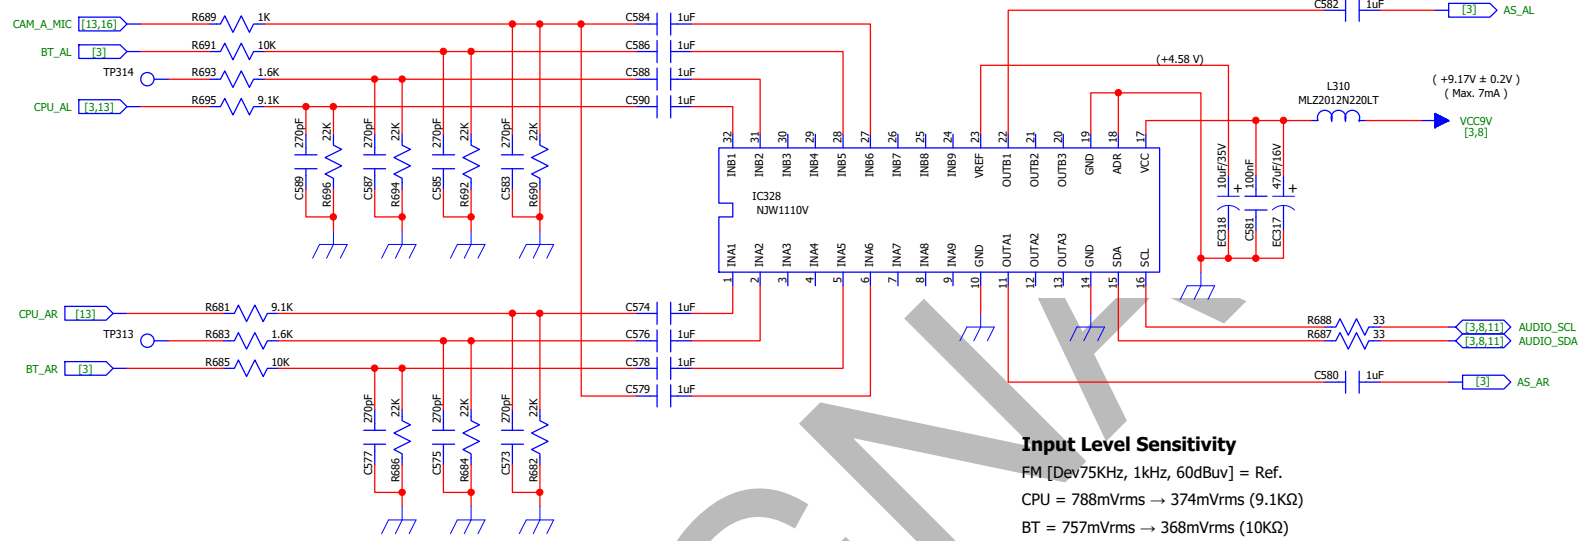 C582 1uF [3] AS_AL
CAM_A_MIC [13,16] R689 1K C584 1uF
BT_AL [3] R691 10K C586 1uF
TP314 R693 1.6K C588 1uF
CPU_AL [3,13] R695 9.1K C590 1uF
(+4.58 V)
L310
MLZ2012N220LT
( +9.17V ± 0.2V )
( Max. 7mA )
VCC9V
[3,8]
270pF 22K 270pF 22K 270pF 22K 270pF 22K
C589 R696 C587 R694 C585 R692 C583 R690
32 31 30 29 28 27 26 25 24 23 22 21 20 19 18 17
INB1 INB2 INB3 INB4 INB5 INB6 INB7 INB8 INB9 VREF OUTB1 OUTB2 OUTB3 GND ADR VCC
IC328
NJW1110V
INA1 INA2 INA3 INA4 INA5 INA6 INA7 INA8 INA9 GND OUTA1 OUTA2 OUTA3 GND SDA SCL
1 2 3 4 5 6 7 8 9 10 11 12 13 14 15 16
10uF/35V 100nF 47uF/16V
+ +
EC318 C581 EC317
CPU_AR [13] R681 9.1K C574 1uF
TP313 R683 1.6K C576 1uF
BT_AR [3] R685 10K C578 1uF
C579 1uF
R688 33 [3,8,11] AUDIO_SCL
R687 33 [3,8,11] AUDIO_SDA
C580 1uF [3] AS_AR
270pF 22K 270pF 22K 270pF 22K
C577 R686 C575 R684 C573 R682
Input Level Sensitivity
FM [Dev75KHz, 1kHz, 60dBuv] = Ref.
CPU = 788mVrms → 374mVrms (9.1KΩ)
BT = 757mVrms → 368mVrms (10KΩ)